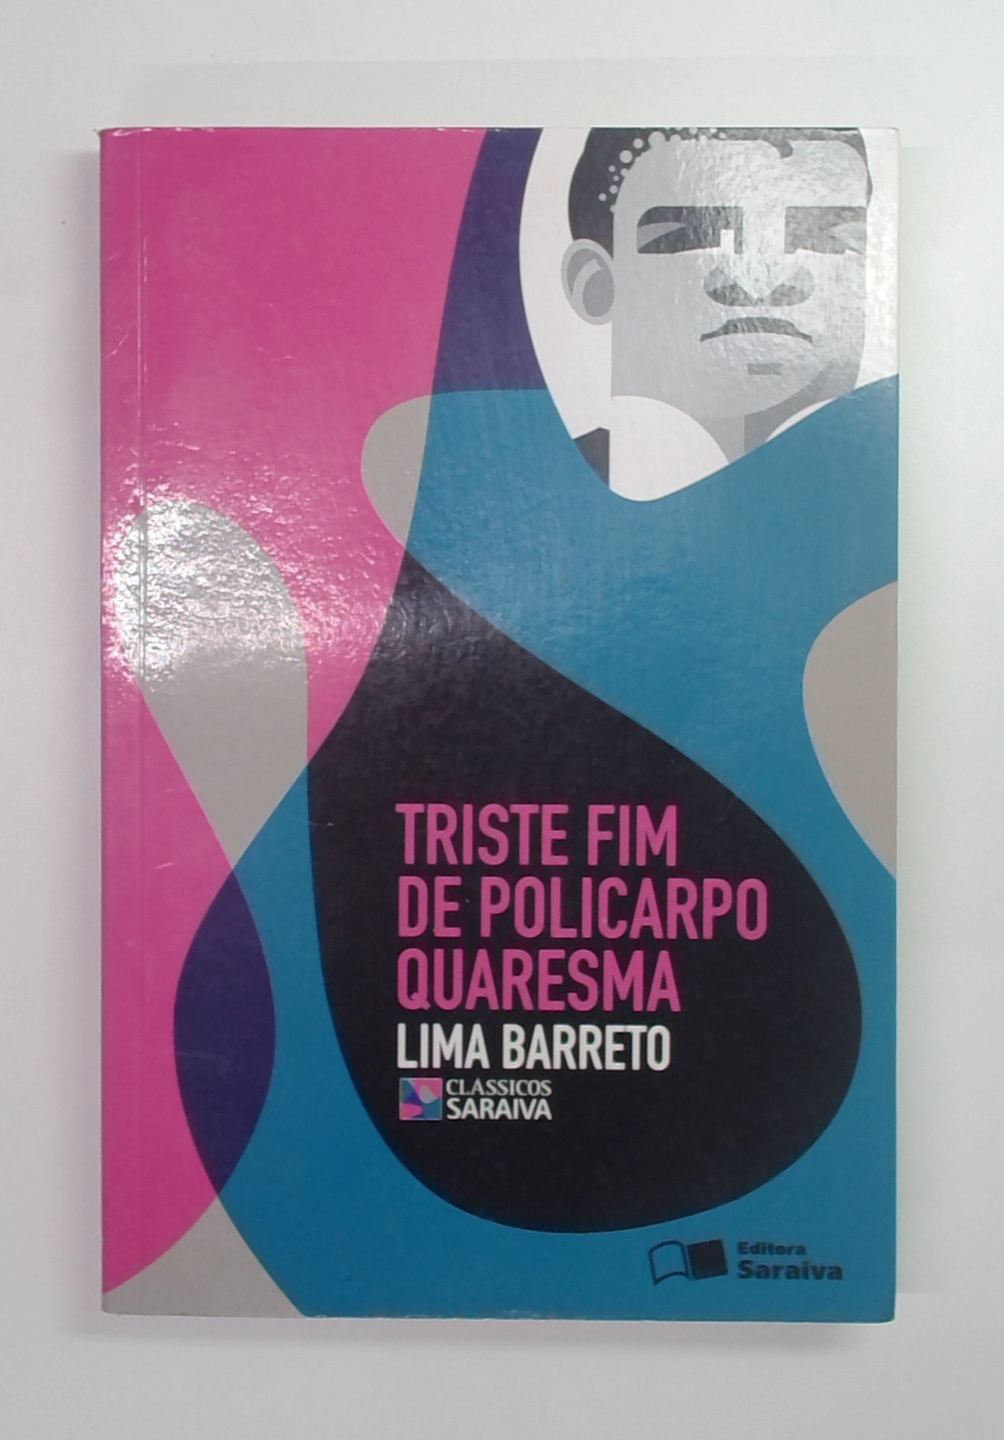 TRISTE FIM
DE POLICARPO
QUARESMA
LIMA BARRETO
CLÁSSICOS
SARAIVA
Editora
Saraiva